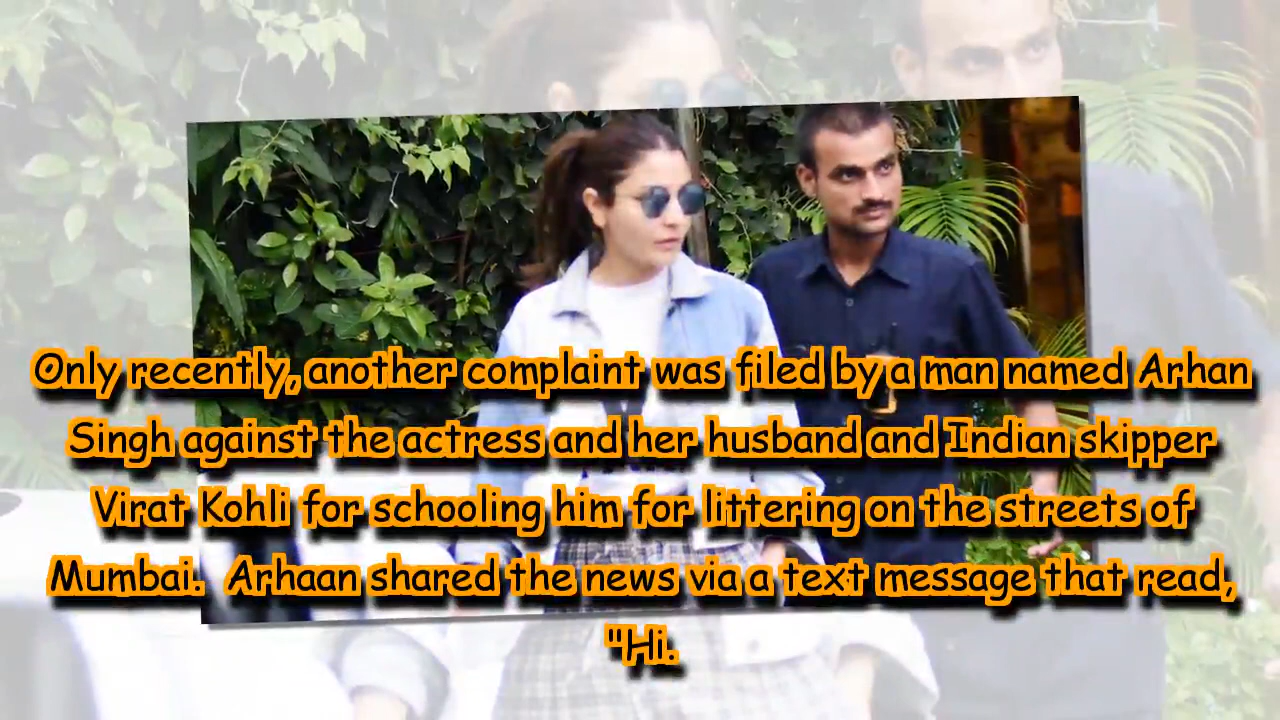 Only recently, another complaint was filed by a man named Arhan
Singh against the actress and her husband and Indian skipper
Virat Kohli for schooling him for littering on the streets of
Mumbai.  Arhaan shared the news via a text message that read,
"Hi.